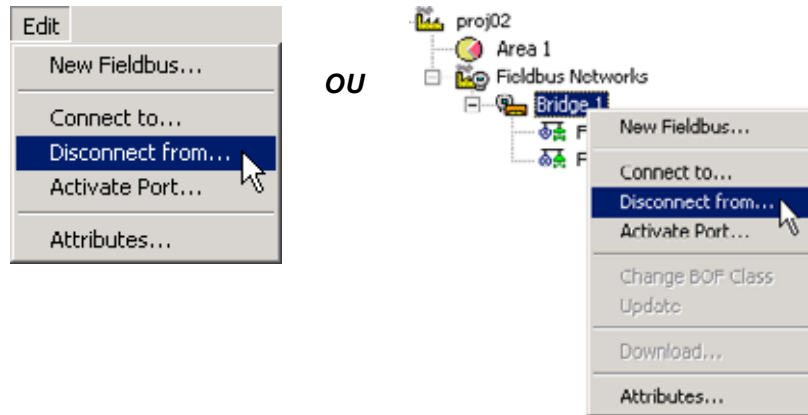 Edit
New Fieldbus...
Connect to...
Disconnect from...
Activate Port...
Attributes...
OU
proj02
Area 1
Fieldbus Networks
Bridge 1
F
F
New Fieldbus...
Connect to...
Disconnect from...
Activate Port...
Change BOF Class
Update
Download...
Attributes...